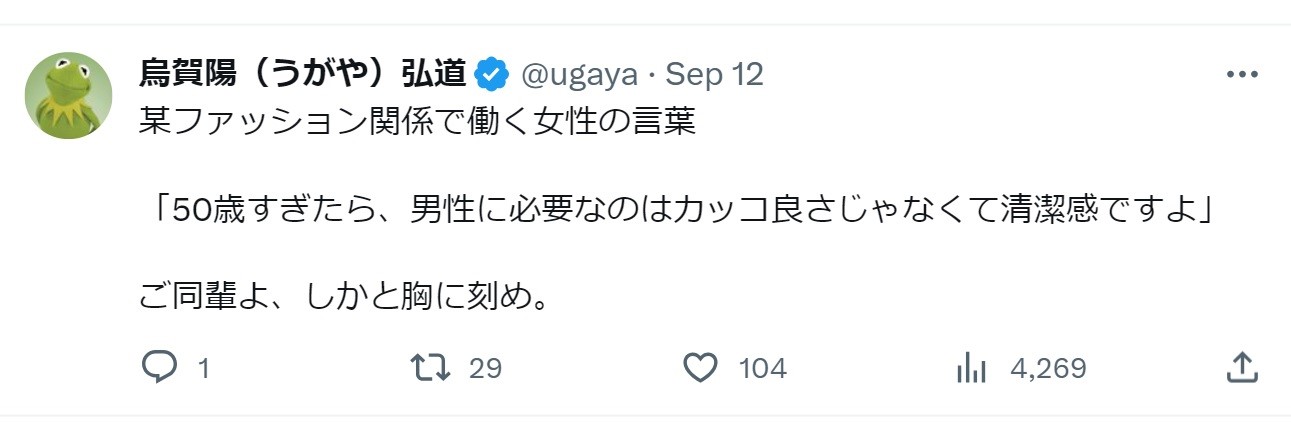 烏賀陽（うがや）弘道 @ugaya · Sep 12
某ファッション関係で働く女性の言葉
「50歳すぎたら、男性に必要なのはカッコ良さじゃなくて清潔感ですよ」
ご同輩よ、しかと胸に刻め。
1 29 104 4,269